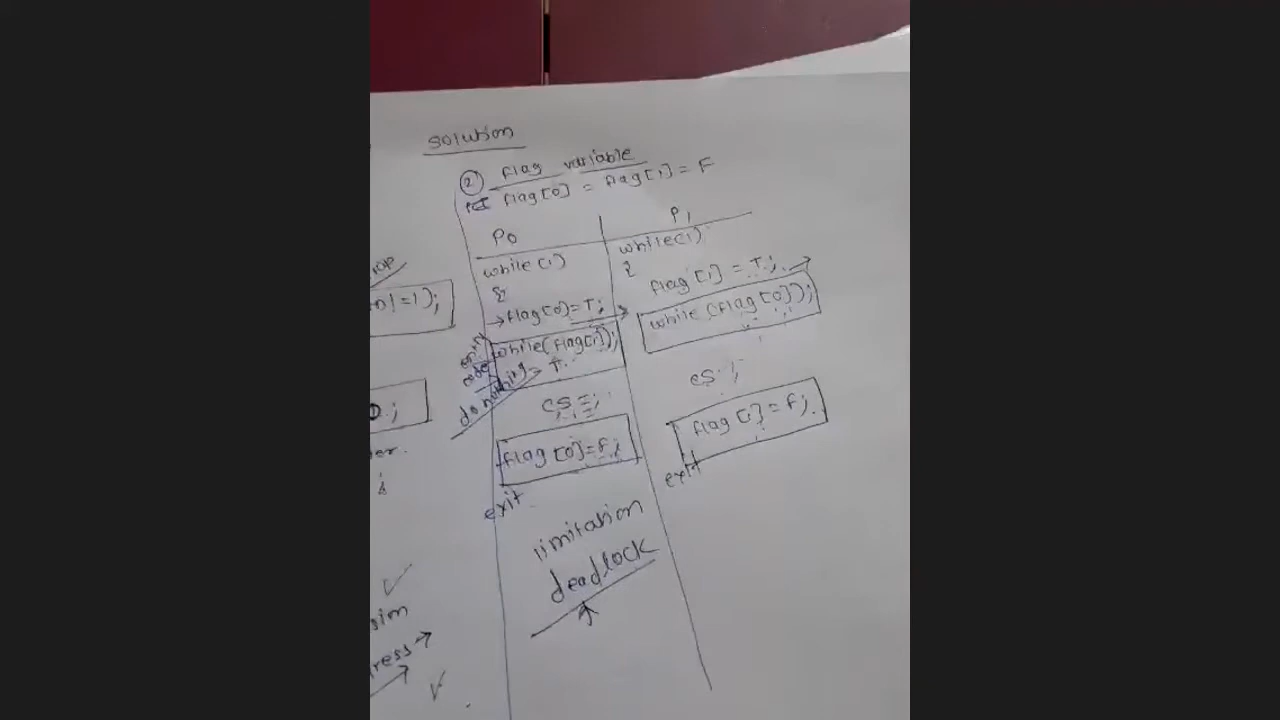 solution
② flag variable
flag[0] = flag[1] = F
P0
while(1)
{
→flag[0]=T;
entry code
while(flag[1]);
do nothing = T.
cs
flag[0]=F;
exit
limitation
deadlock
P1
while(1)
{
flag[1] = T;
while(flag[0]);
cs
flag[1]=F;
exit
=1);
;